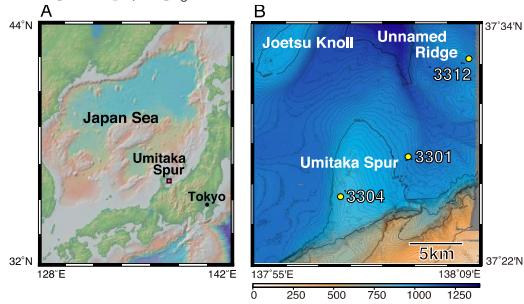 A
B
44°N
Japan Sea
Umitaka
Spur
Tokyo
32°N
128°E
142°E
37°34'N
Joetsu Knoll
Unnamed
Ridge
3312
Umitaka Spur
3301
3304
5km
37°22'N
137°55'E
138°09'E
0 250 500 750 1000 1250